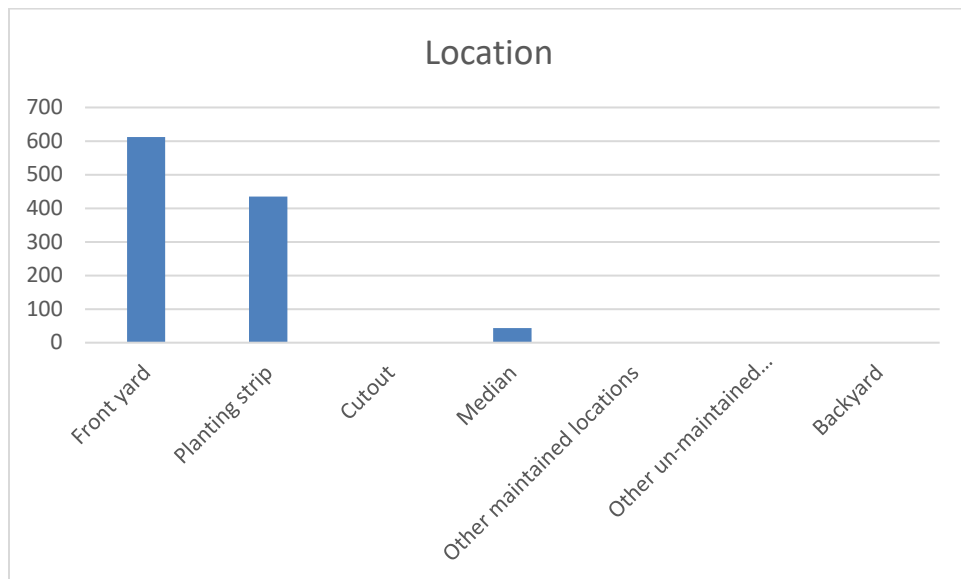 Location
700
600
500
400
300
200
100
0
Front yard
Planting strip
Cutout
Median
Other maintained locations
Other un-maintained...
Backyard